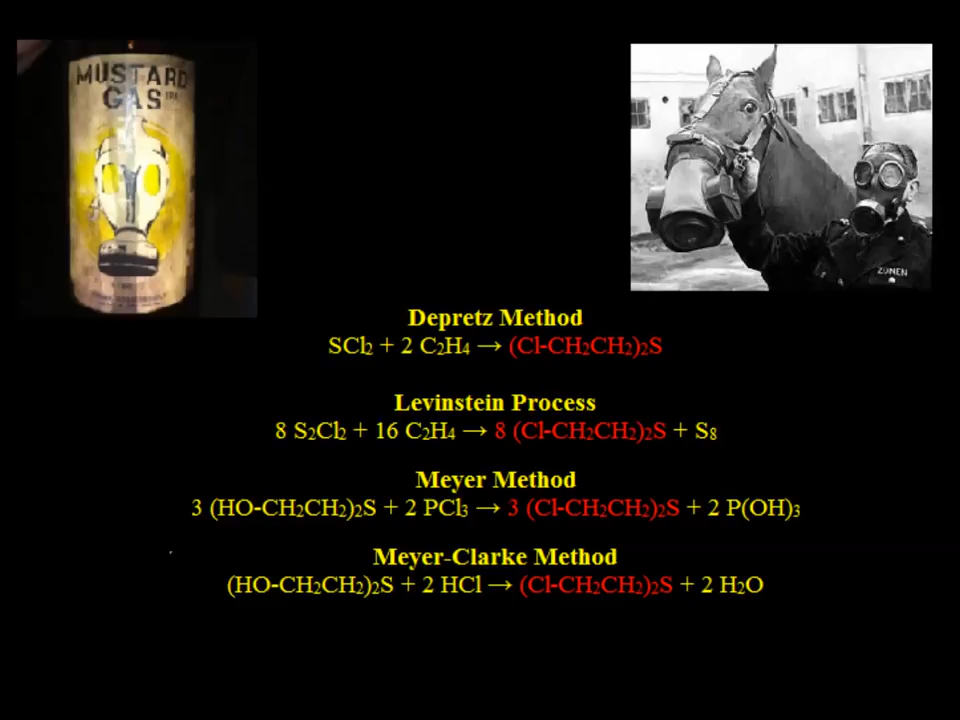 MUSTARD
GAS IPA
ZUNEN
Depretz Method
SCl₂ + 2 C₂H₄ → (Cl-CH₂CH₂)₂S
Levinstein Process
8 S₂Cl₂ + 16 C₂H₄ → 8 (Cl-CH₂CH₂)₂S + S₈
Meyer Method
3 (HO-CH₂CH₂)₂S + 2 PCl₃ → 3 (Cl-CH₂CH₂)₂S + 2 P(OH)₃
Meyer-Clarke Method
(HO-CH₂CH₂)₂S + 2 HCl → (Cl-CH₂CH₂)₂S + 2 H₂O